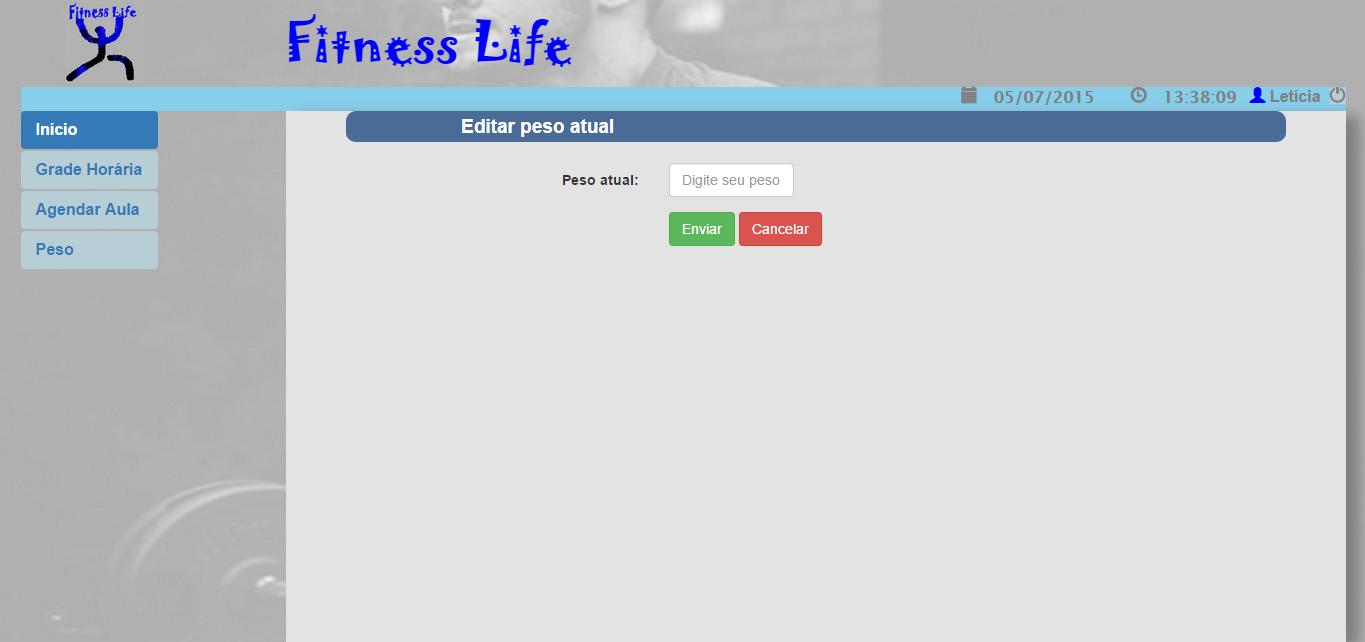 Fitness Life
Fitness Life
05/07/2015 13:38:09 Letícia
Início
Grade Horária
Agendar Aula
Peso
Editar peso atual
Peso atual: Digite seu peso
Enviar Cancelar